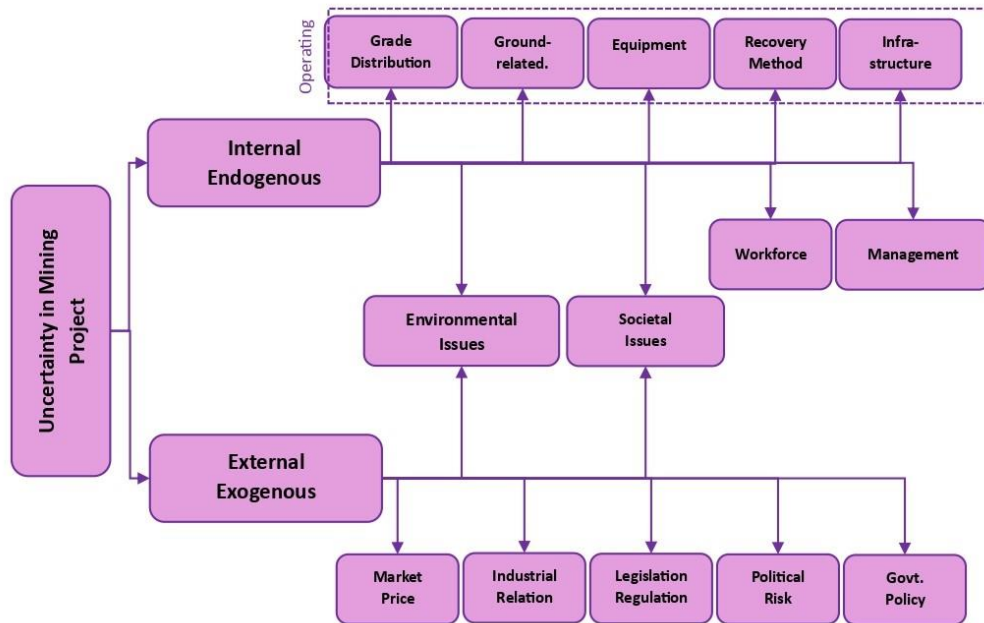 Operating
Grade
Distribution
Ground-
related.
Equipment
Recovery
Method
Infra-
structure
Internal
Endogenous
Uncertainty in Mining
Project
Workforce
Management
Environmental
Issues
Societal
Issues
External
Exogenous
Market
Price
Industrial
Relation
Legislation
Regulation
Political
Risk
Govt.
Policy